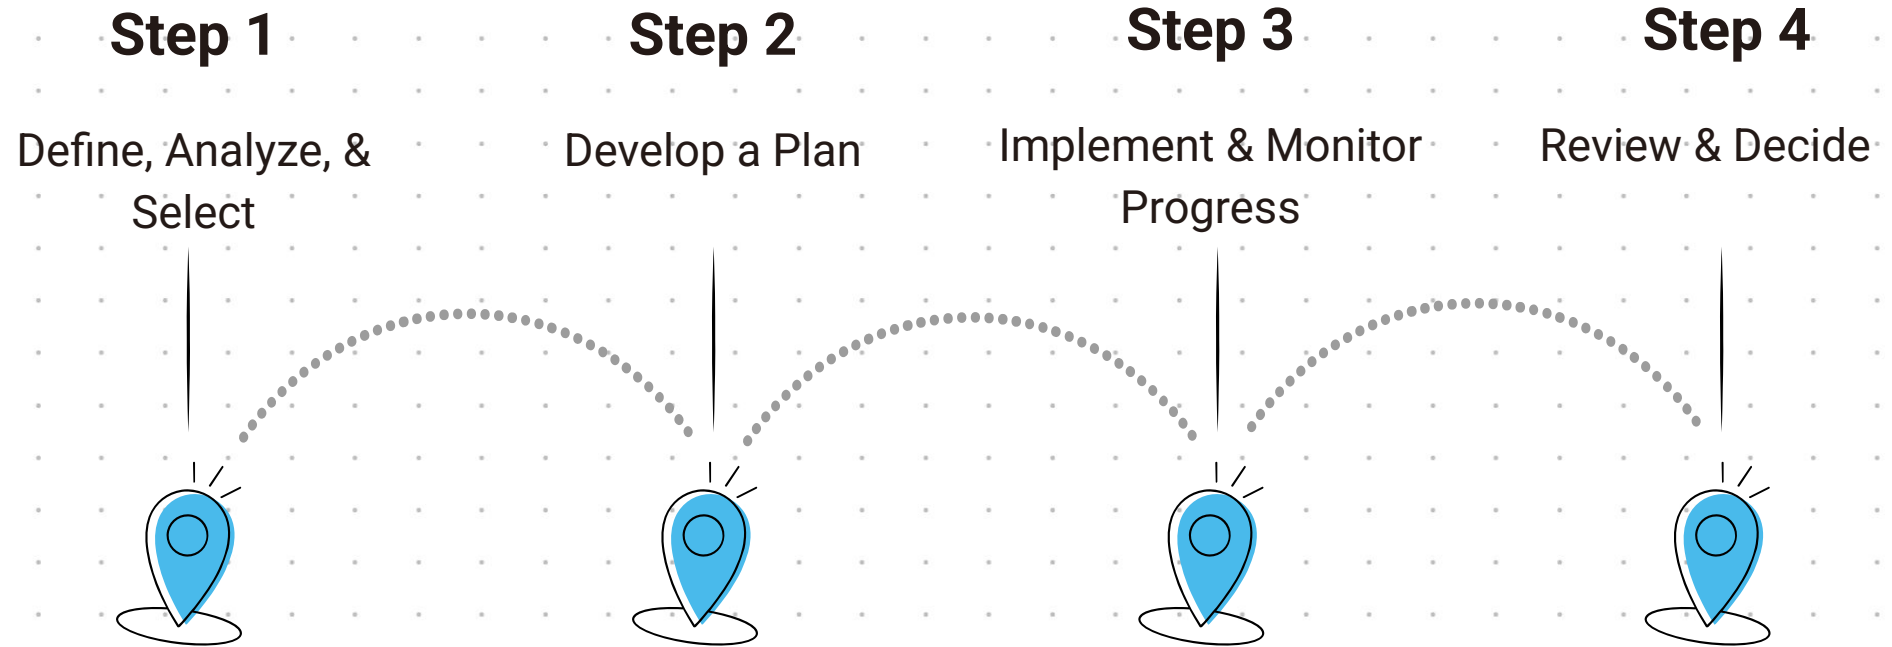 Step 1
Define, Analyze, &
Select
Step 2
Develop a Plan
Step 3
Implement & Monitor
Progress
Step 4
Review & Decide